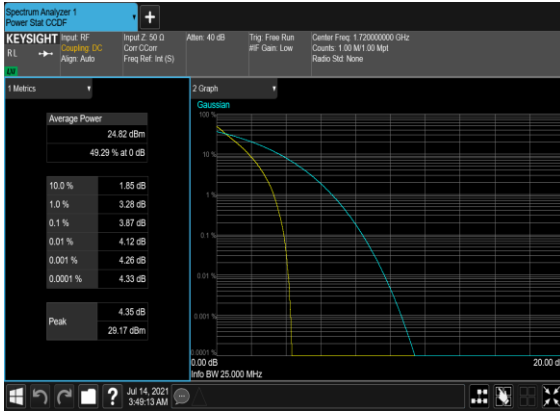 Spectrum Analyzer 1
Power Stat CCDF
+
KEYSIGHT
RL
Input: RF
Coupling: DC
Align: Auto
Input Z: 50 Ω
Corr CCorr
Freq Ref: Int (S)
Atten: 40 dB
Trig: Free Run
#IF Gain: Low
Center Freq: 1.720000000 GHz
Counts: 1.00 M/1.00 Mpt
Radio Std: None
1 Metrics
Average Power
24.82 dBm
49.29 % at 0 dB
10.0 % 1.85 dB
1.0 % 3.28 dB
0.1 % 3.87 dB
0.01 % 4.12 dB
0.001 % 4.26 dB
0.0001 % 4.33 dB
Peak
4.35 dB
29.17 dBm
2 Graph
Gaussian
100 %
10 %
1 %
0.1 %
0.01 %
0.001 %
0.0001 %
0.00 dB
20.00 d
Info BW 25.000 MHz
?
Jul 14, 2021
3:49:13 AM